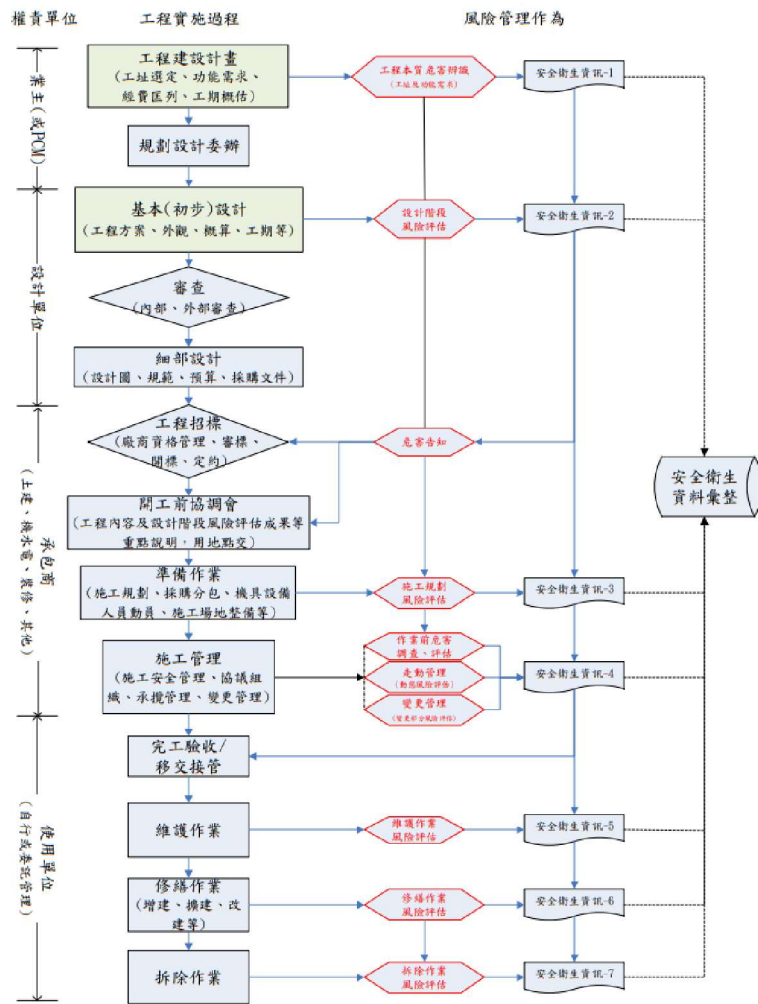 權責單位
工程實施過程
風險管理作為
業主(或PCM)
工程建設計畫
(工址選定、功能需求、
經費匡列、工期概估)
工程本質危害辨識
(工址及功能需求)
安全衛生資訊-1
規劃設計委辦
設計單位
基本(初步)設計
(工程方案、外觀、概算、工期等)
設計階段
風險評估
安全衛生資訊-2
審查
(內部、外部審查)
細部設計
(設計圖、規範、預算、採購文件)
承包商
(土建、機水電、裝修、其他)
工程招標
(廠商資格管理、審標、
開標、定約)
危害告知
安全衛生
資料彙整
開工前協調會
(工程內容及設計階段風險評估成果等
重點說明，用地點交)
準備作業
(施工規劃、採購分包、機具設備
人員動員、施工場地整備等)
施工規劃
風險評估
安全衛生資訊-3
施工管理
(施工安全管理、協議組
織、承攬管理、變更管理)
作業前危害
調查、評估
走動管理
(動態風險評估)
變更管理
(變更部分風險評估)
安全衛生資訊-4
使用單位
(自行或委託管理)
完工驗收/
移交接管
維護作業
維護作業
風險評估
安全衛生資訊-5
修繕作業
(增建、擴建、改
建等)
修繕作業
風險評估
安全衛生資訊-6
拆除作業
拆除作業
風險評估
安全衛生資訊-7